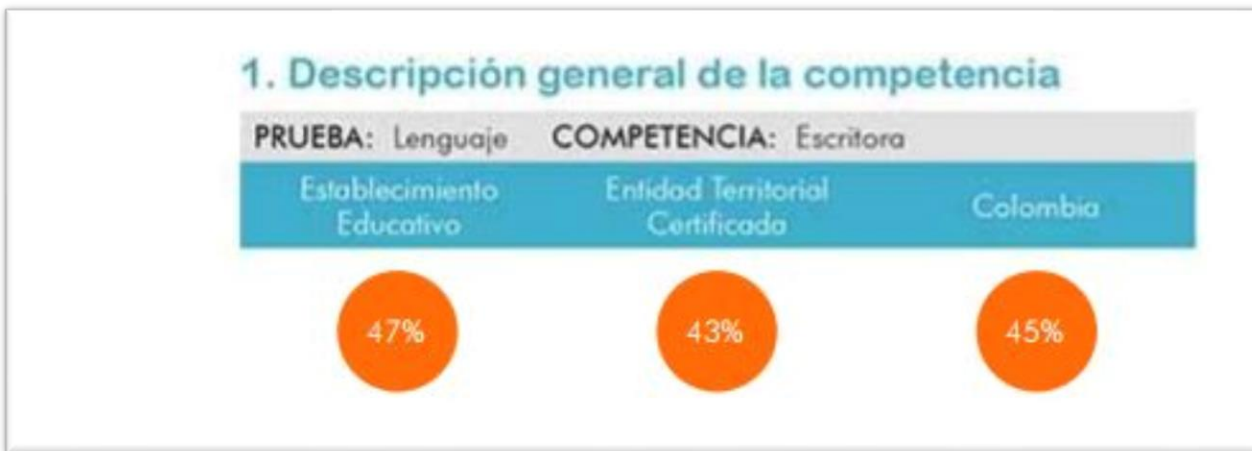 1. Descripción general de la competencia
PRUEBA: Lenguaje COMPETENCIA: Escritora
Establecimiento Educativo
Entidad Territorial Certificada
Colombia
47% 43% 45%